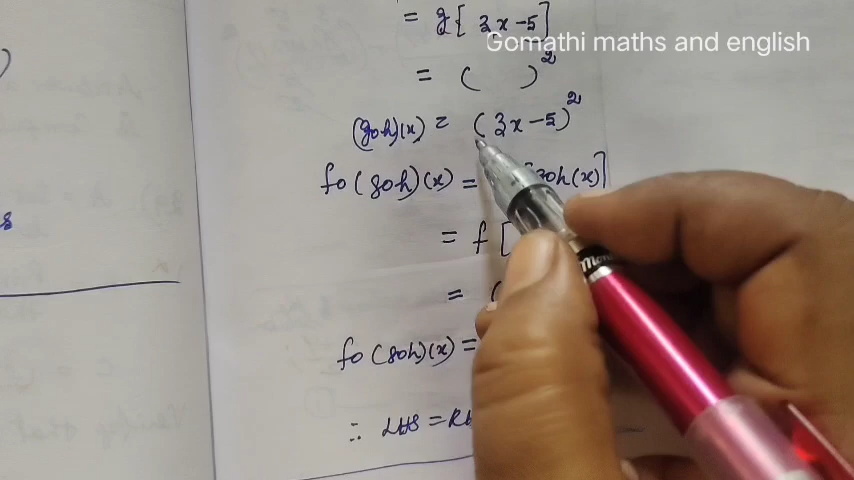 = g[ 3x-5]
Gomathi maths and english
= ( )²
(goh)(x) = (3x-5)²
fo(goh)(x) = goh(x)]
= f [
= (
fo(goh)(x) =
∴ LHS = R